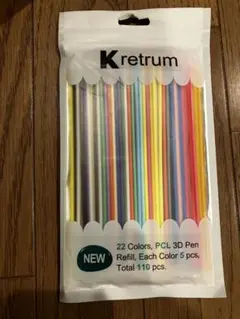 Kretrum
NEW
22 Colors, PCL 3D Pen
Refill, Each Color 5 pcs,
Total 110 pcs.